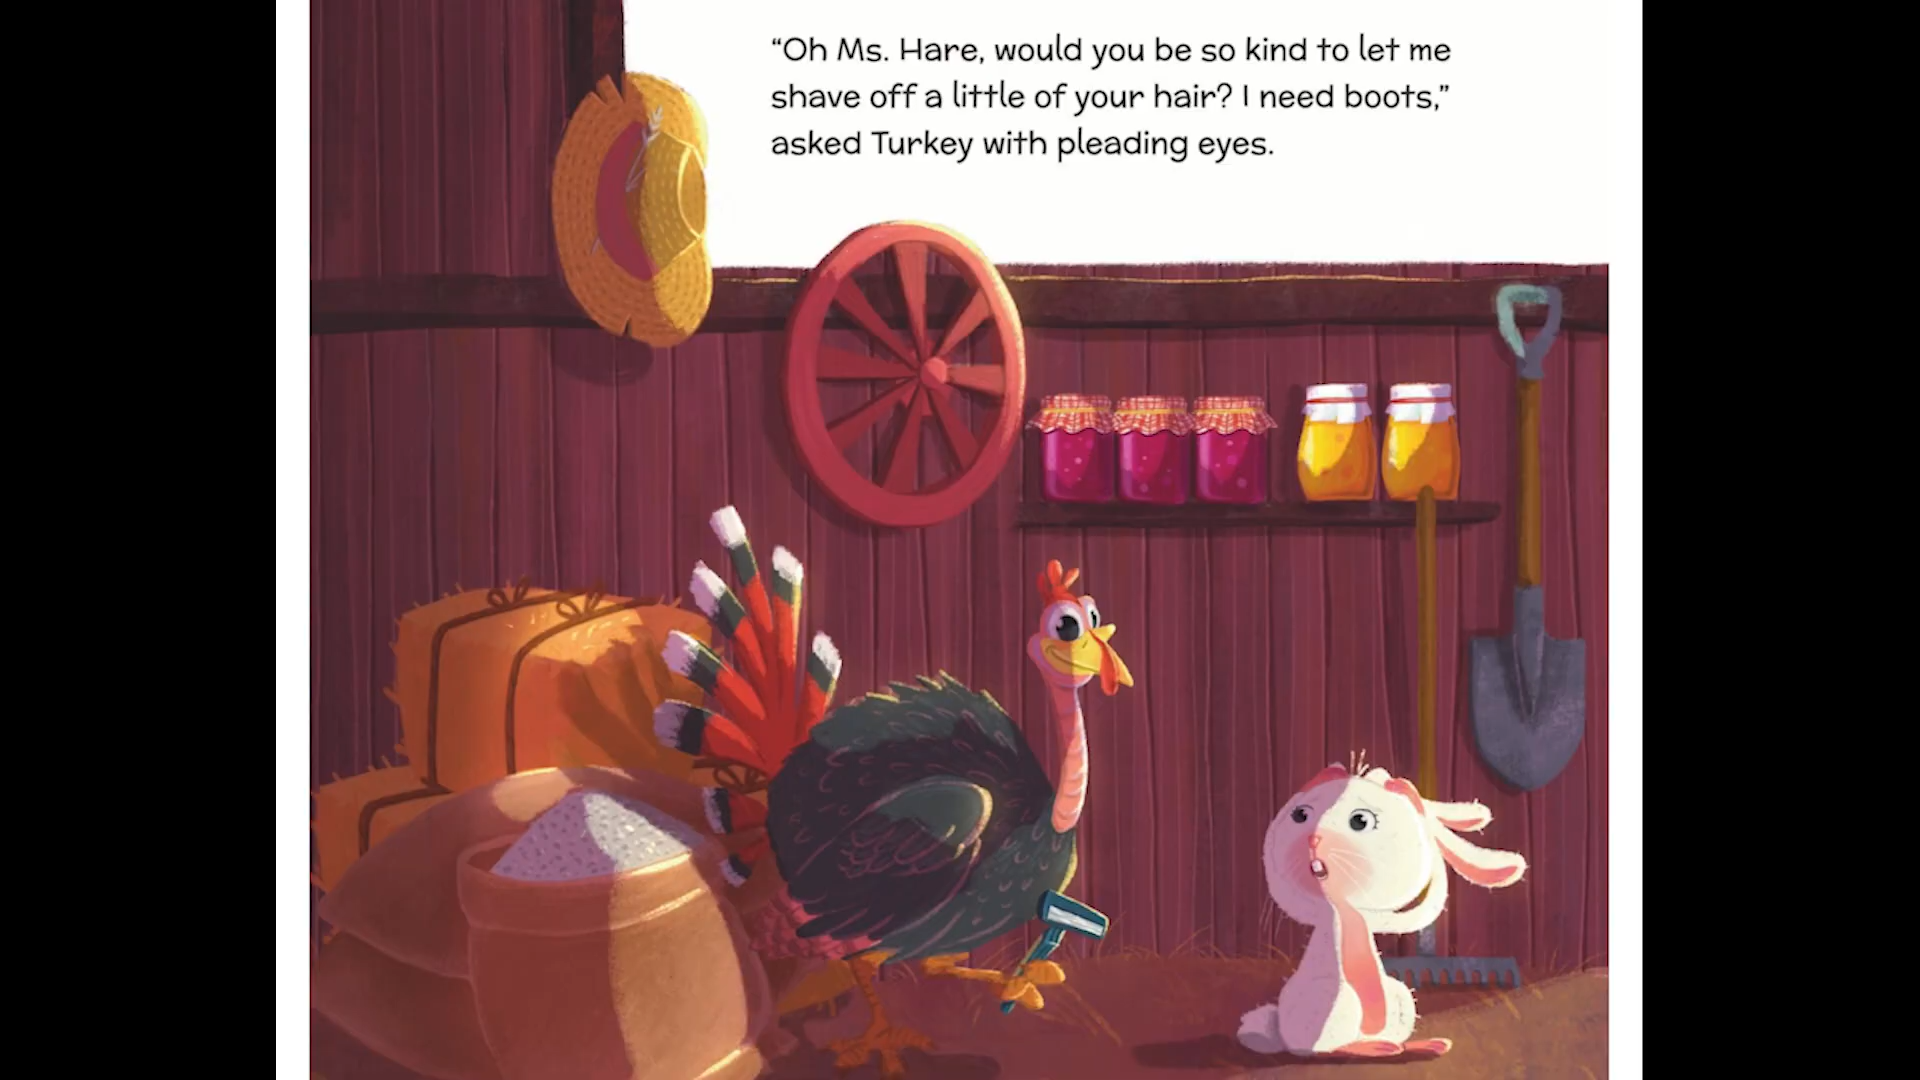 “Oh Ms. Hare, would you be so kind to let me
shave off a little of your hair? I need boots,”
asked Turkey with pleading eyes.